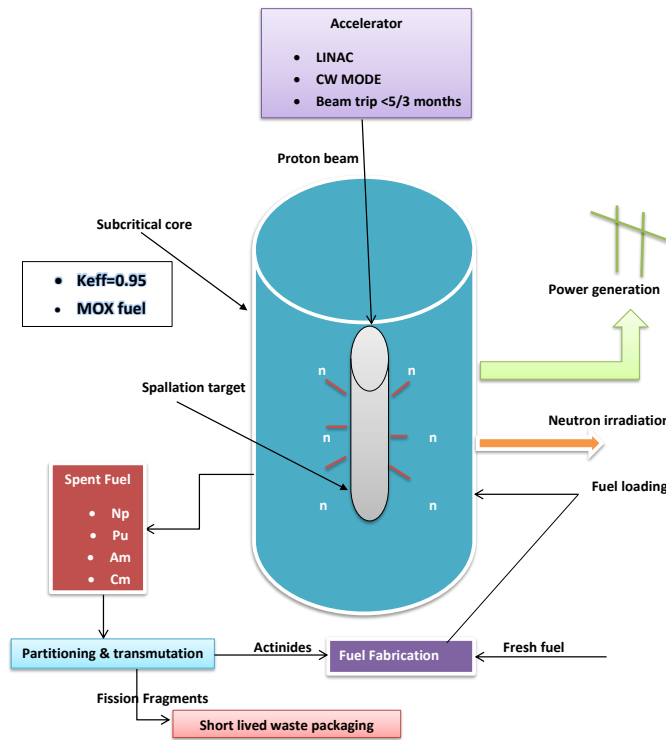 Accelerator
LINAC
CW MODE
Beam trip <5/3 months
Proton beam
Subcritical core
Keff=0.95
MOX fuel
Power generation
n
n
Spallation target
Neutron irradiation
n
n
Spent Fuel
Np
Pu
Am
Cm
Fuel loading
n
n
Partitioning & transmutation
Actinides
Fuel Fabrication
Fresh fuel
Fission Fragments
Short lived waste packaging